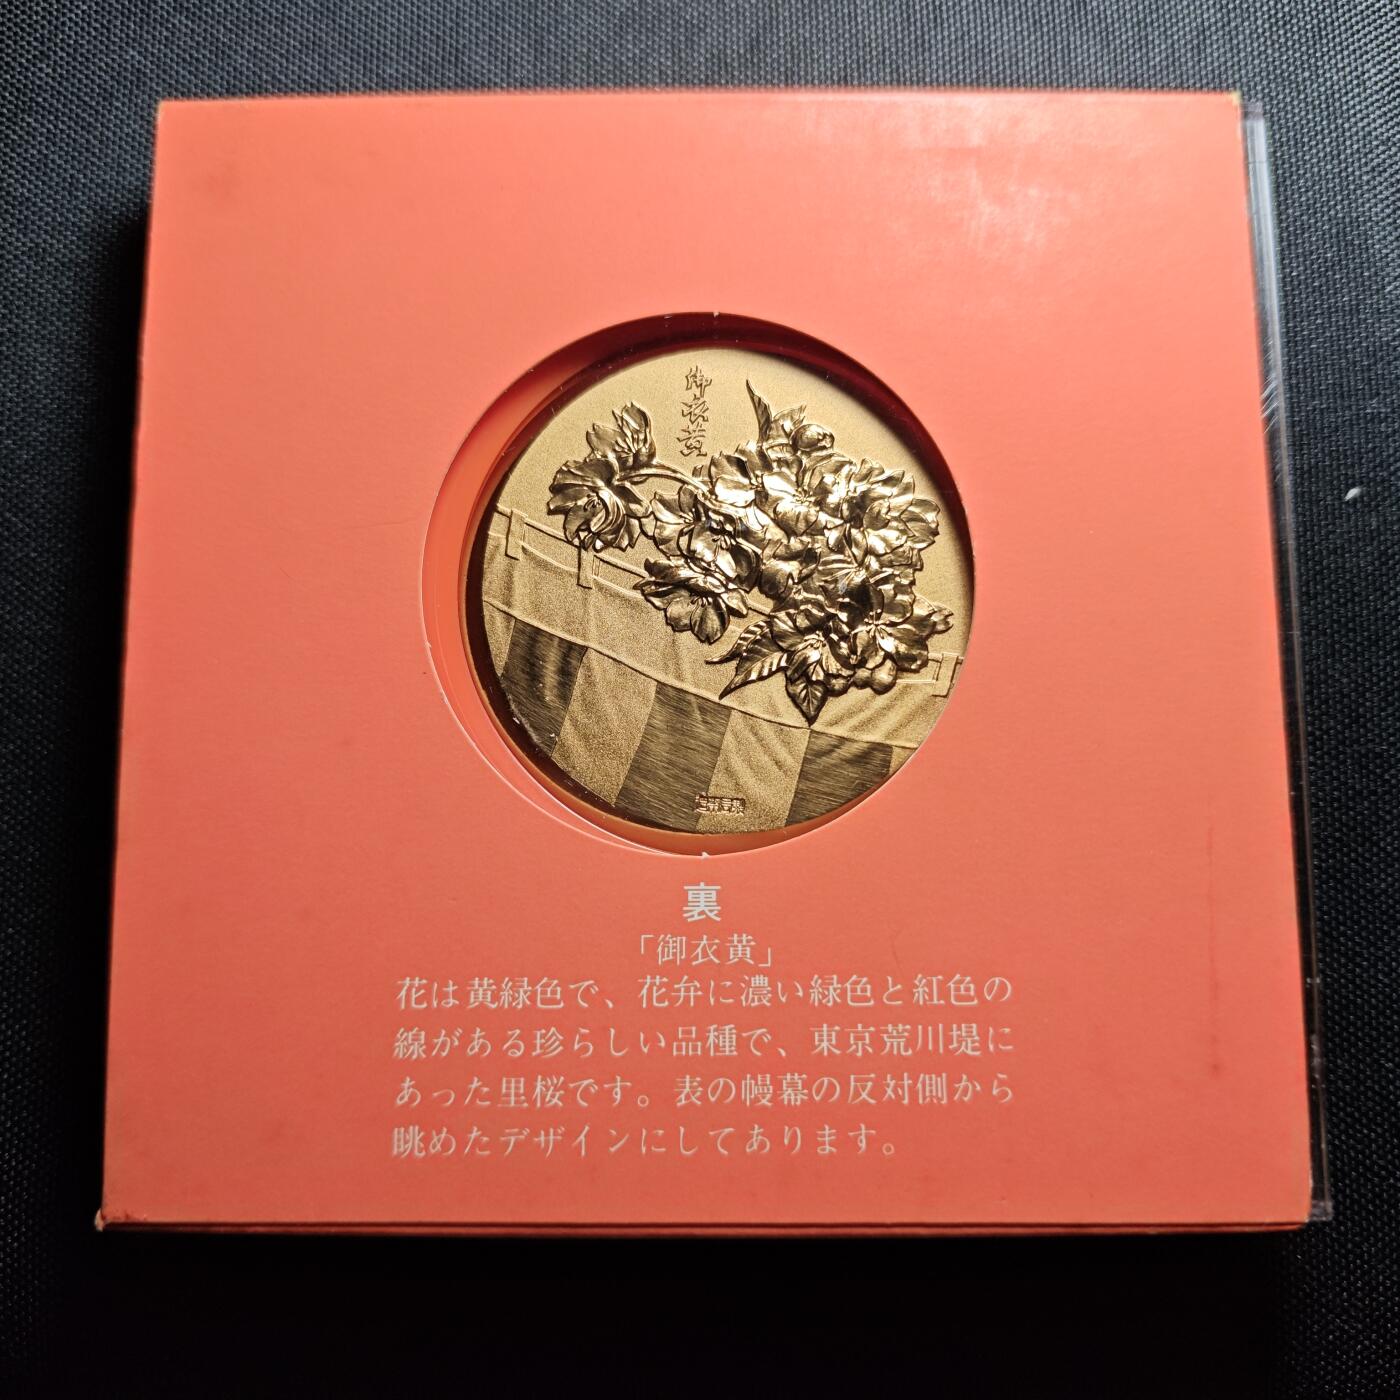 御衣黄
裏
「御衣黄」
花は黄緑色で、花弁に濃い緑色と紅色の
線がある珍らしい品種で、東京荒川堤に
あった里桜です。表の幔幕の反対側から
眺めたデザインにしてあります。